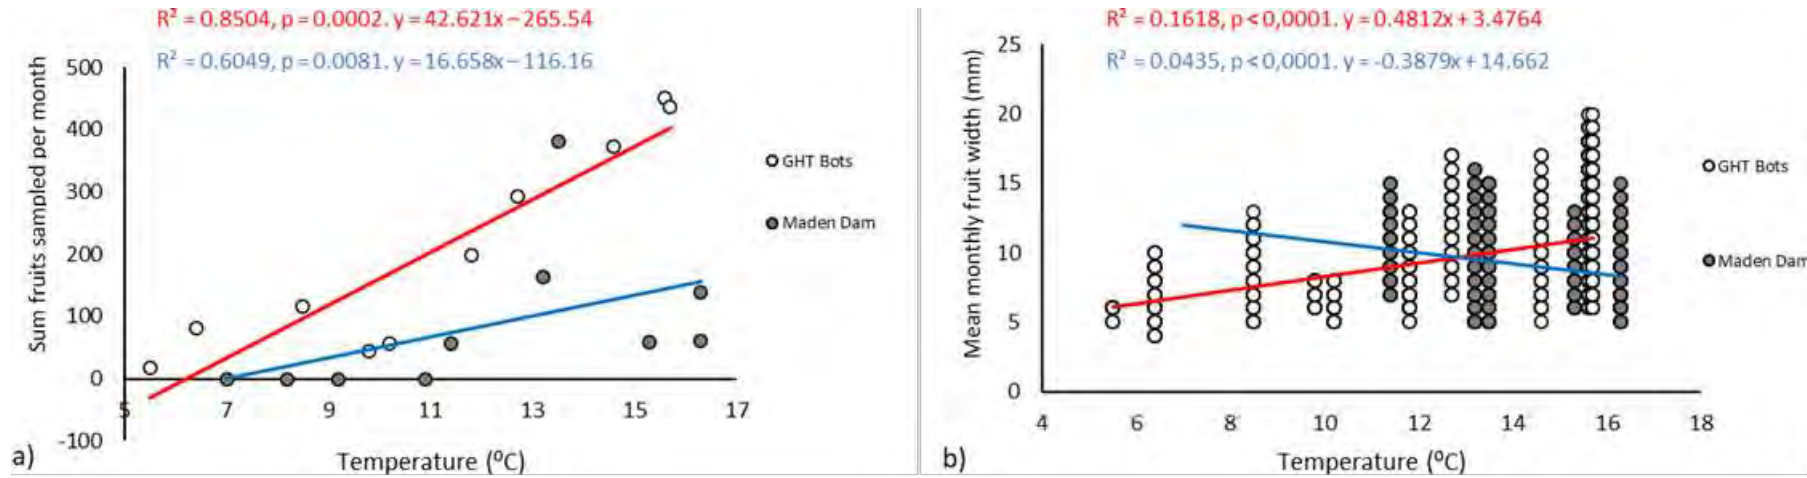 R² = 0.8504, p = 0.0002. y = 42.621x−265.54
R² = 0.6049, p = 0.0081. y = 16.658x−116.16
Sum fruits sampled per month
500
400
300
200
100
0
-100
5
7
9
11
13
15
17
Temperature (⁰C)
GHT Bots
Maden Dam
a)
R² = 0.1618, p<0,0001. y = 0.4812x+3.4764
R² = 0.0435, p<0,0001. y = -0.3879x+14.662
Mean monthly fruit width (mm)
25
20
15
10
5
0
4
6
8
10
12
14
16
18
Temperature (⁰C)
GHT Bots
Maden Dam
b)